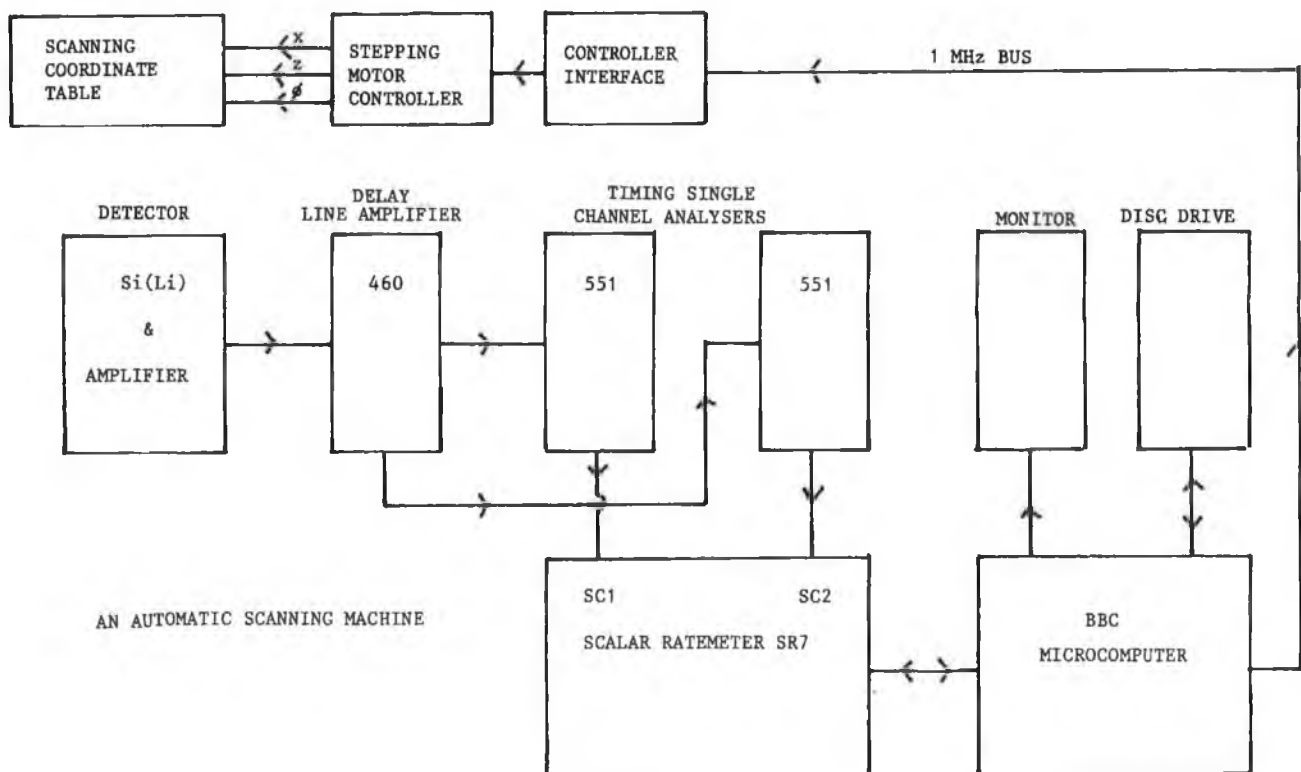 SCANNING
COORDINATE
TABLE
x
z
ø
STEPPING
MOTOR
CONTROLLER
CONTROLLER
INTERFACE
1 MHz BUS
DETECTOR
DELAY
LINE AMPLIFIER
TIMING SINGLE
CHANNEL ANALYSERS
MONITOR
DISC DRIVE
Si(Li)
&
AMPLIFIER
460
551
551
AN AUTOMATIC SCANNING MACHINE
SC1
SC2
SCALAR RATEMETER SR7
BBC
MICROCOMPUTER